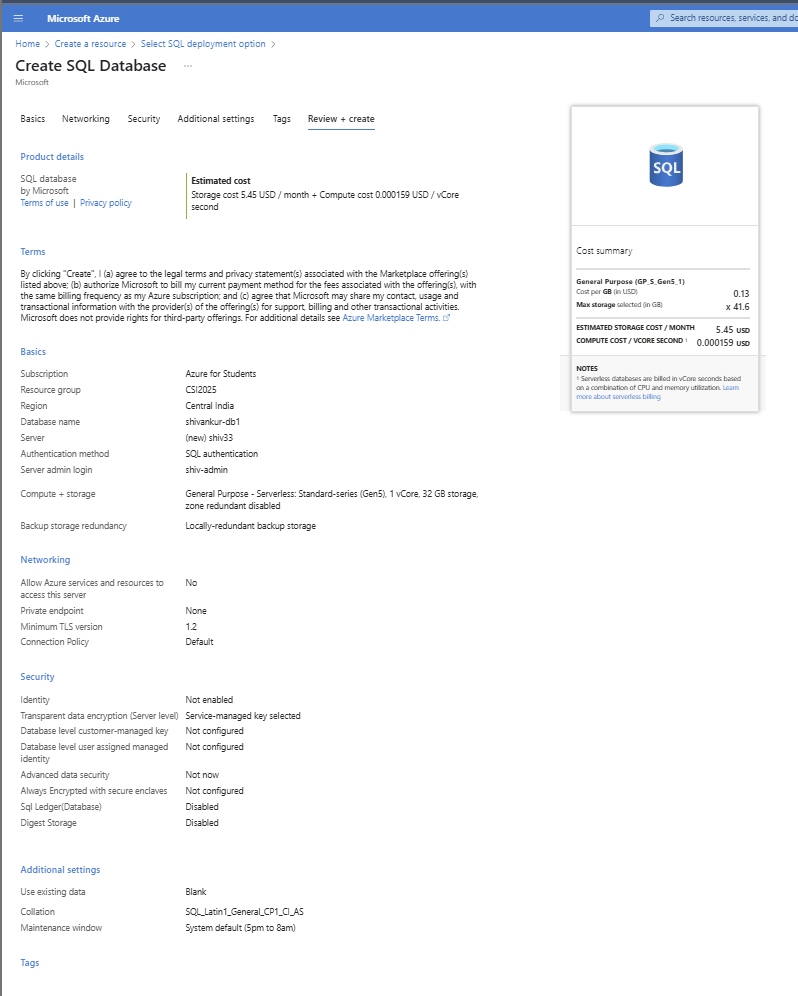 Microsoft Azure
Search resources, services, and do
Home > Create a resource > Select SQL deployment option >
Create SQL Database ...
Microsoft
Basics Networking Security Additional settings Tags Review + create
Product details
SQL database
by Microsoft
Terms of use | Privacy policy
Estimated cost
Storage cost 5.45 USD / month + Compute cost 0.000159 USD / vCore
second
Terms
By clicking "Create", I (a) agree to the legal terms and privacy statement(s) associated with the Marketplace offering(s)
listed above; (b) authorize Microsoft to bill my current payment method for the fees associated with the offering(s), with
the same billing frequency as my Azure subscription; and (c) agree that Microsoft may share my contact, usage and
transactional information with the provider(s) of the offering(s) for support, billing and other transactional activities.
Microsoft does not provide rights for third-party offerings. For additional details see Azure Marketplace Terms.
Basics
Subscription Azure for Students
Resource group CSI2025
Region Central India
Database name shivankur-db1
Server (new) shiv33
Authentication method SQL authentication
Server admin login shiv-admin
Compute + storage General Purpose - Serverless: Standard-series (Gen5), 1 vCore, 32 GB storage,
zone redundant disabled
Backup storage redundancy Locally-redundant backup storage
Networking
Allow Azure services and resources to No
access this server
Private endpoint None
Minimum TLS version 1.2
Connection Policy Default
Security
Identity Not enabled
Transparent data encryption (Server level) Service-managed key selected
Database level customer-managed key Not configured
Database level user assigned managed Not configured
identity
Advanced data security Not now
Always Encrypted with secure enclaves Not configured
Sql Ledger(Database) Disabled
Digest Storage Disabled
Additional settings
Use existing data Blank
Collation SQL_Latin1_General_CP1_CI_AS
Maintenance window System default (5pm to 8am)
Tags
SQL
Cost summary
General Purpose (GP_S_Gen5_1)
Cost per GB (in USD) 0.13
Max storage selected (in GB) x 41.6
ESTIMATED STORAGE COST / MONTH 5.45 USD
COMPUTE COST / VCORE SECOND ¹ 0.000159 USD
NOTES
¹ Serverless databases are billed in vCore seconds based
on a combination of CPU and memory utilization. Learn
more about serverless billing